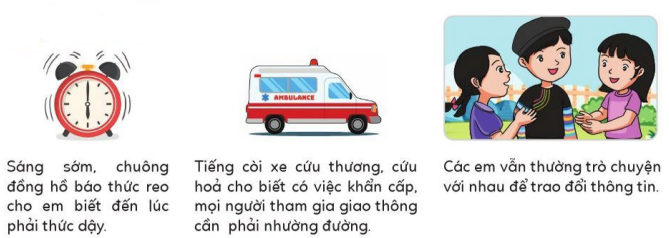 AMBULANCE
Sáng sớm, chuông
đồng hồ báo thức reo
cho em biết đến lúc
phải thức dậy.
Tiếng còi xe cứu thương, cứu
hoả cho biết có việc khẩn cấp,
mọi người tham gia giao thông
cần phải nhường đường.
Các em vẫn thường trò chuyện
với nhau để trao đổi thông tin.